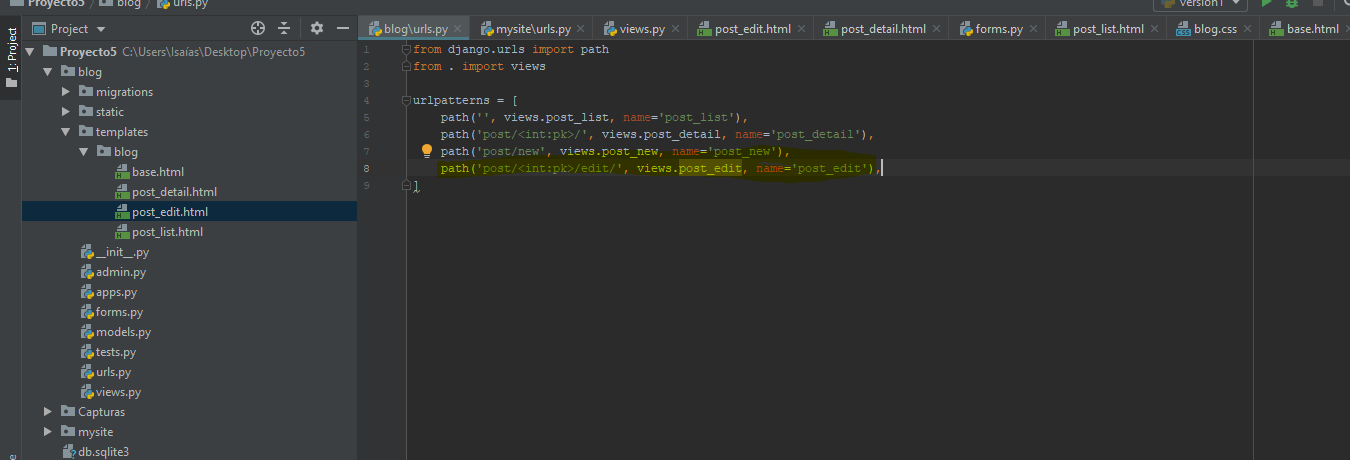 Proyecto5 blog urls.py
version1
Project
blog\urls.py mysite\urls.py views.py post_edit.html post_detail.html forms.py post_list.html blog.css base.html
1: Project
Proyecto5 C:\Users\Isaías\Desktop\Proyecto5
blog
migrations
static
templates
blog
base.html
post_detail.html
post_edit.html
post_list.html
__init__.py
admin.py
apps.py
forms.py
models.py
tests.py
urls.py
views.py
Capturas
mysite
db.sqlite3
1 from django.urls import path
2 from . import views
3
4 urlpatterns = [
5 path('', views.post_list, name='post_list'),
6 path('post/<int:pk>/', views.post_detail, name='post_detail'),
7 path('post/new', views.post_new, name='post_new'),
8 path('post/<int:pk>/edit/', views.post_edit, name='post_edit'),
9 ]